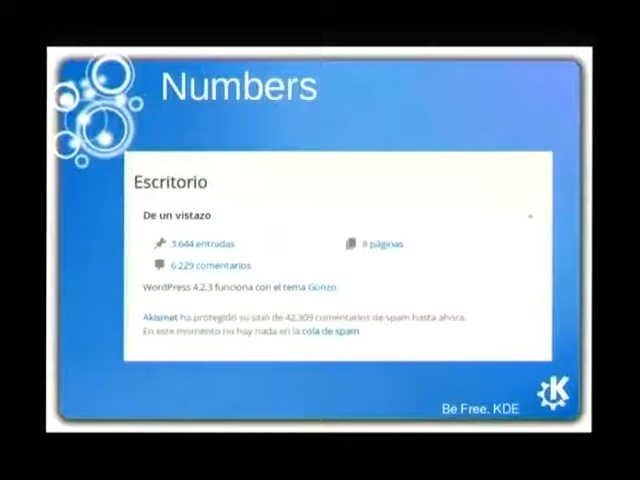 Numbers
Escritorio
De un vistazo
3.644 entradas
8 páginas
6.229 comentarios
WordPress 4.2.3 funciona con el tema Gunzo.
Akismet ha protegido su sitio de 42,309 comentarios de spam hasta ahora.
En este momento no hay nada en la cola de spam
Be Free. KDE